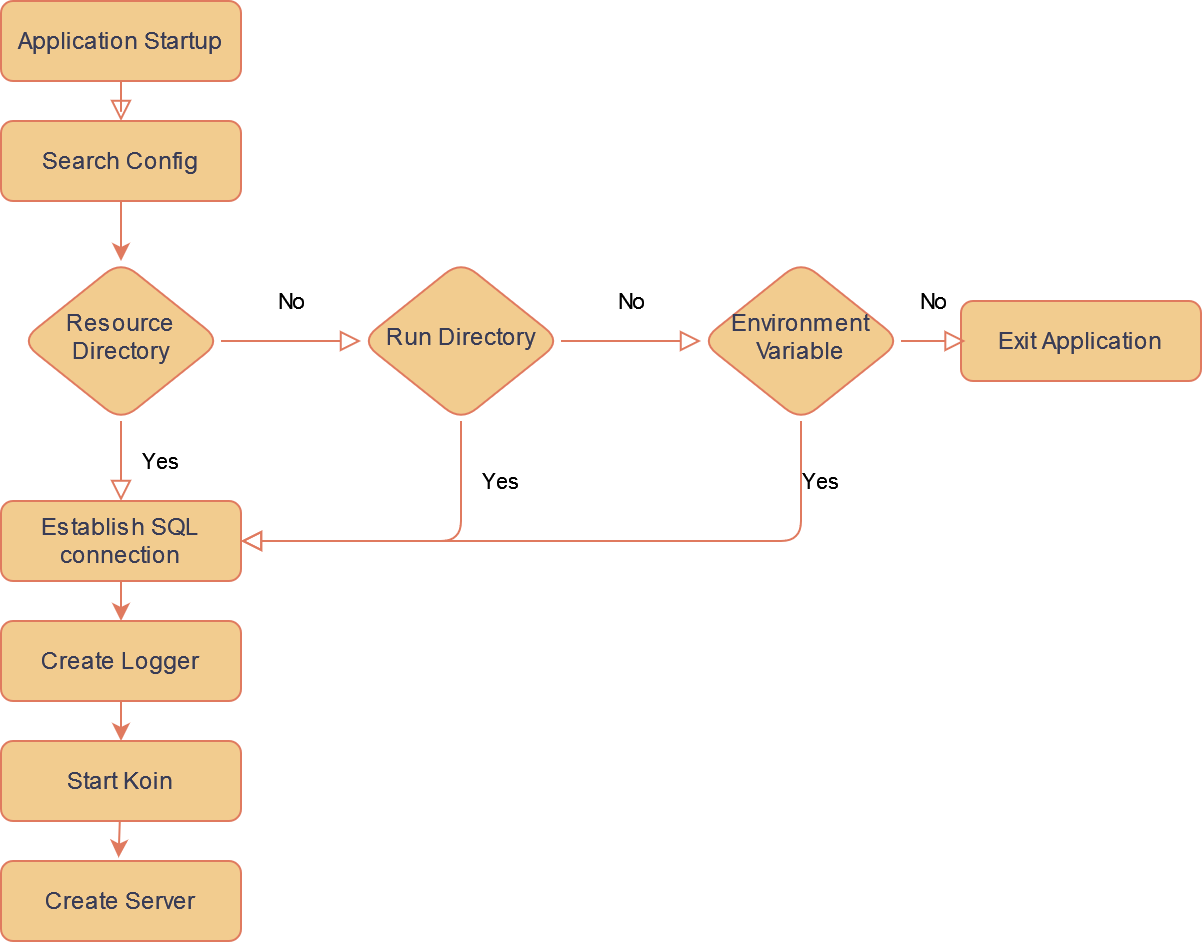 Application Startup
Search Config
No
No
No
Resource
Directory
Run Directory
Environment
Variable
Exit Application
Yes
Yes
Yes
Establish SQL
connection
Create Logger
Start Koin
Create Server